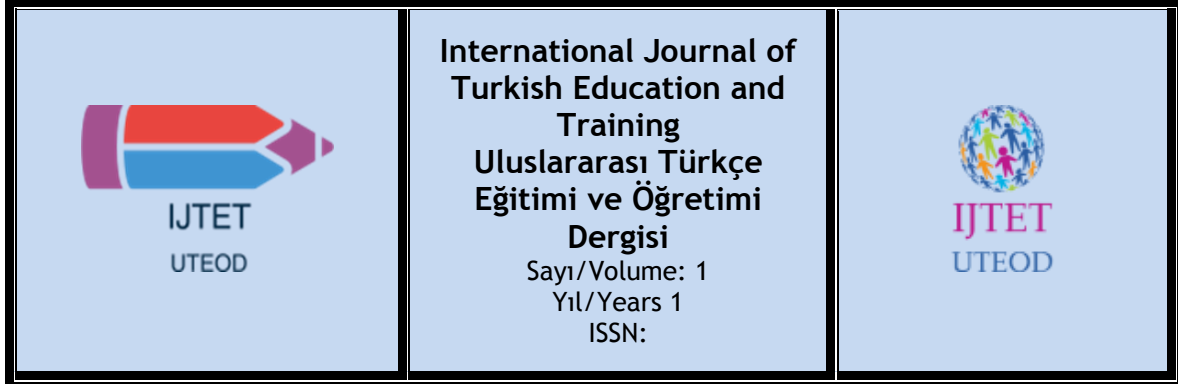 IJTET
UTEOD
International Journal of
Turkish Education and
Training
Uluslararası Türkçe
Eğitimi ve Öğretimi
Dergisi
Sayı/Volume: 1
Yıl/Years 1
ISSN:
IJTET
UTEOD